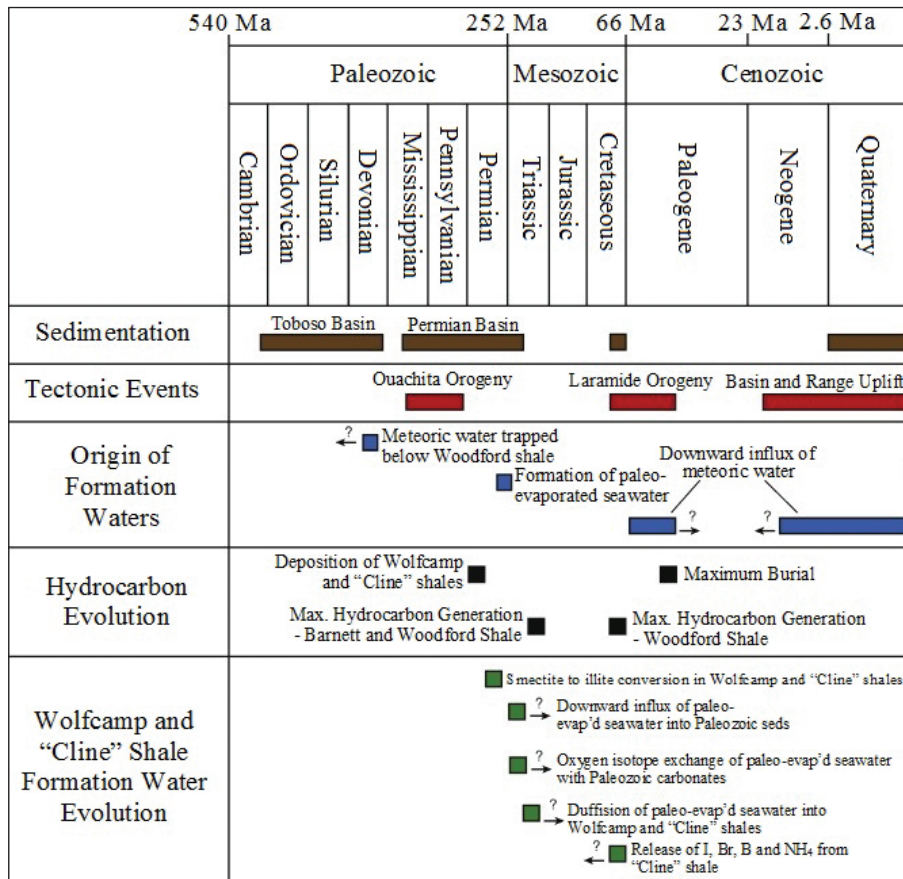 540 Ma 252 Ma 66 Ma 23 Ma 2.6 Ma
Paleozoic Mesozoic Cenozoic
Cambrian
Ordovician
Silurian
Devonian
Mississippian
Pennsylvanian
Permian
Triassic
Jurassic
Cretaseous
Paleogene
Neogene
Quaternary
Sedimentation
Toboso Basin
Permian Basin
Tectonic Events
Ouachita Orogeny
Laramide Orogeny
Basin and Range Uplift
Origin of
Formation
Waters
?
Meteoric water trapped
below Woodford shale
Formation of paleo-
evaporated seawater
Downward influx of
meteoric water
?
?
Hydrocarbon
Evolution
Deposition of Wolfcamp
and “Cline” shales
Maximum Burial
Max. Hydrocarbon Generation
- Barnett and Woodford Shale
Max. Hydrocarbon Generation
- Woodford Shale
Wolfcamp and
“Cline” Shale
Formation Water
Evolution
Smectite to illite conversion in Wolfcamp and “Cline” shales
?
Downward influx of paleo-
evap'd seawater into Paleozoic seds
?
Oxygen isotope exchange of paleo-evap'd seawater
with Paleozoic carbonates
?
Duffision of paleo-evap'd seawater into
Wolfcamp and “Cline” shales
?
Release of I, Br, B and NH₄ from
“Cline” shale